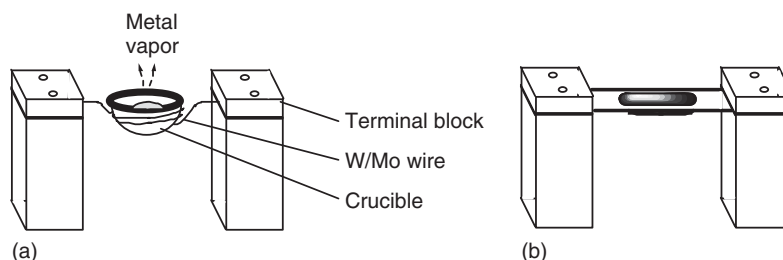 Metal
vapor
Terminal block
W/Mo wire
Crucible
(a)
(b)